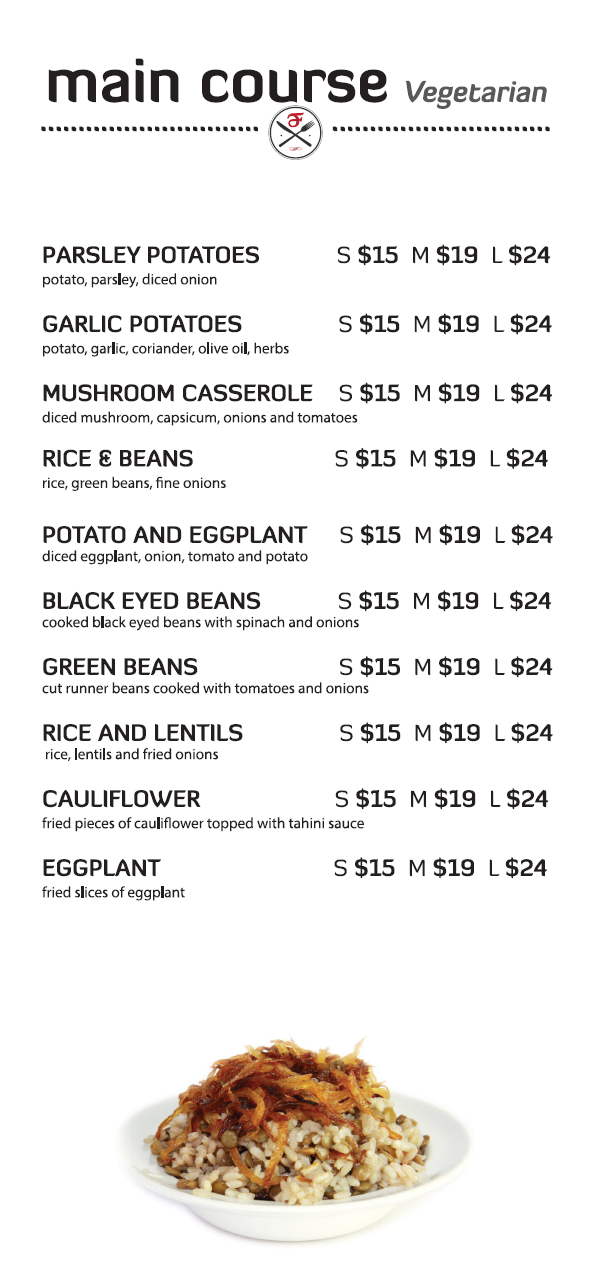 main course Vegetarian
F
PARSLEY POTATOES S $15 M $19 L $24
potato, parsley, diced onion
GARLIC POTATOES S $15 M $19 L $24
potato, garlic, coriander, olive oil, herbs
MUSHROOM CASSEROLE S $15 M $19 L $24
diced mushroom, capsicum, onions and tomatoes
RICE & BEANS S $15 M $19 L $24
rice, green beans, fine onions
POTATO AND EGGPLANT S $15 M $19 L $24
diced eggplant, onion, tomato and potato
BLACK EYED BEANS S $15 M $19 L $24
cooked black eyed beans with spinach and onions
GREEN BEANS S $15 M $19 L $24
cut runner beans cooked with tomatoes and onions
RICE AND LENTILS S $15 M $19 L $24
rice, lentils and fried onions
CAULIFLOWER S $15 M $19 L $24
fried pieces of cauliflower topped with tahini sauce
EGGPLANT S $15 M $19 L $24
fried slices of eggplant